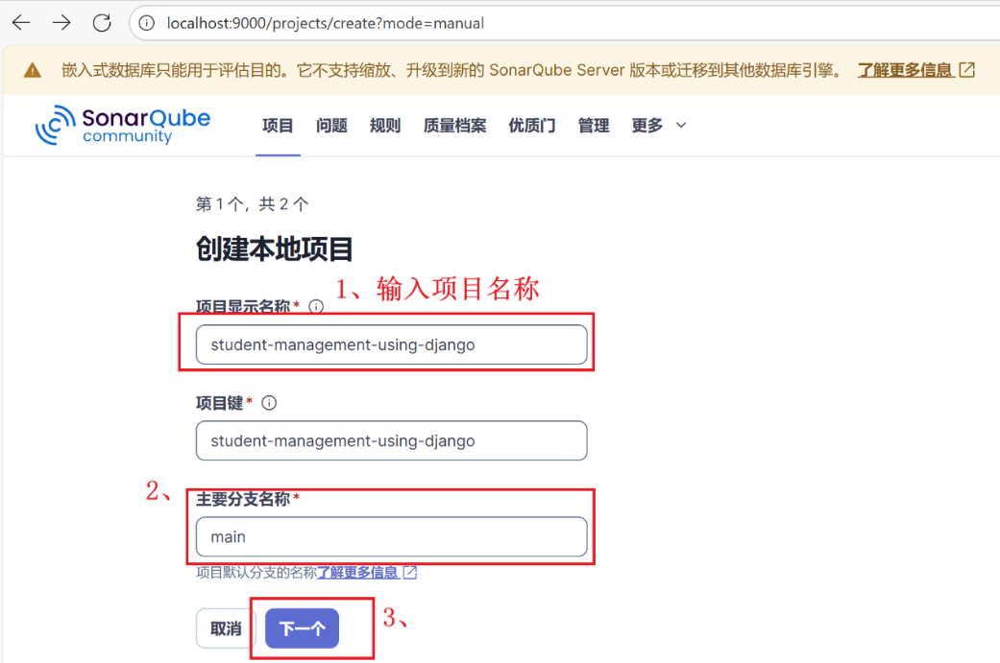 localhost:9000/projects/create?mode=manual
嵌入式数据库只能用于评估目的。它不支持缩放、升级到新的 SonarQube Server 版本或迁移到其他数据库引擎。 了解更多信息
SonarQube community 项目 问题 规则 质量档案 优质门 管理 更多
第 1 个，共 2 个
创建本地项目
1、输入项目名称
项目显示名称*
student-management-using-django
项目键*
student-management-using-django
2、
主要分支名称*
main
项目默认分支的名称了解更多信息
取消 下一个 3、